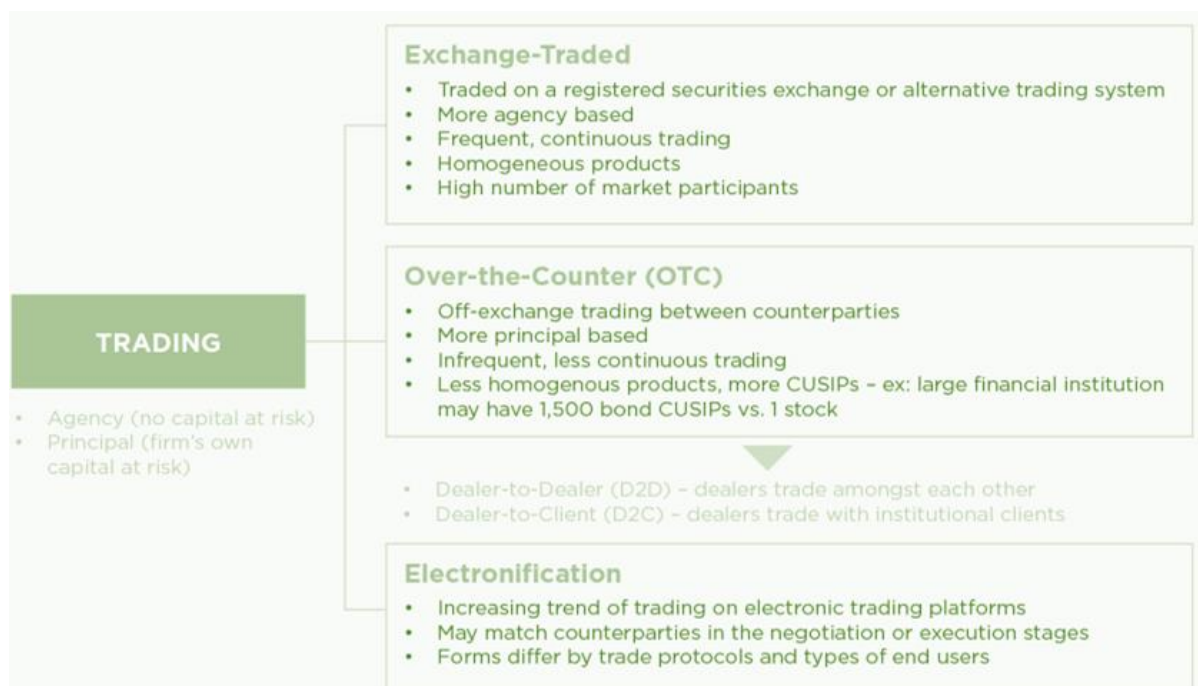 Exchange-Traded
• Traded on a registered securities exchange or alternative trading system
• More agency based
• Frequent, continuous trading
• Homogeneous products
• High number of market participants
TRADING
• Agency (no capital at risk)
• Principal (firm's own
capital at risk)
Over-the-Counter (OTC)
• Off-exchange trading between counterparties
• More principal based
• Infrequent, less continuous trading
• Less homogenous products, more CUSIPs – ex: large financial institution
may have 1,500 bond CUSIPs vs. 1 stock
• Dealer-to-Dealer (D2D) – dealers trade amongst each other
• Dealer-to-Client (D2C) – dealers trade with institutional clients
Electronification
• Increasing trend of trading on electronic trading platforms
• May match counterparties in the negotiation or execution stages
• Forms differ by trade protocols and types of end users